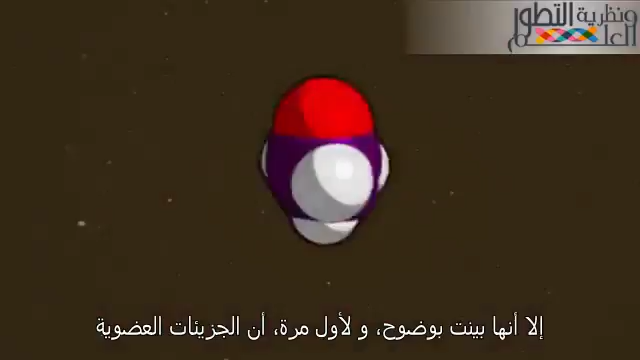 ونظرية التطور
العلم
إلا أنها بينت بوضوح، و لأول مرة، أن الجزيئات العضوية